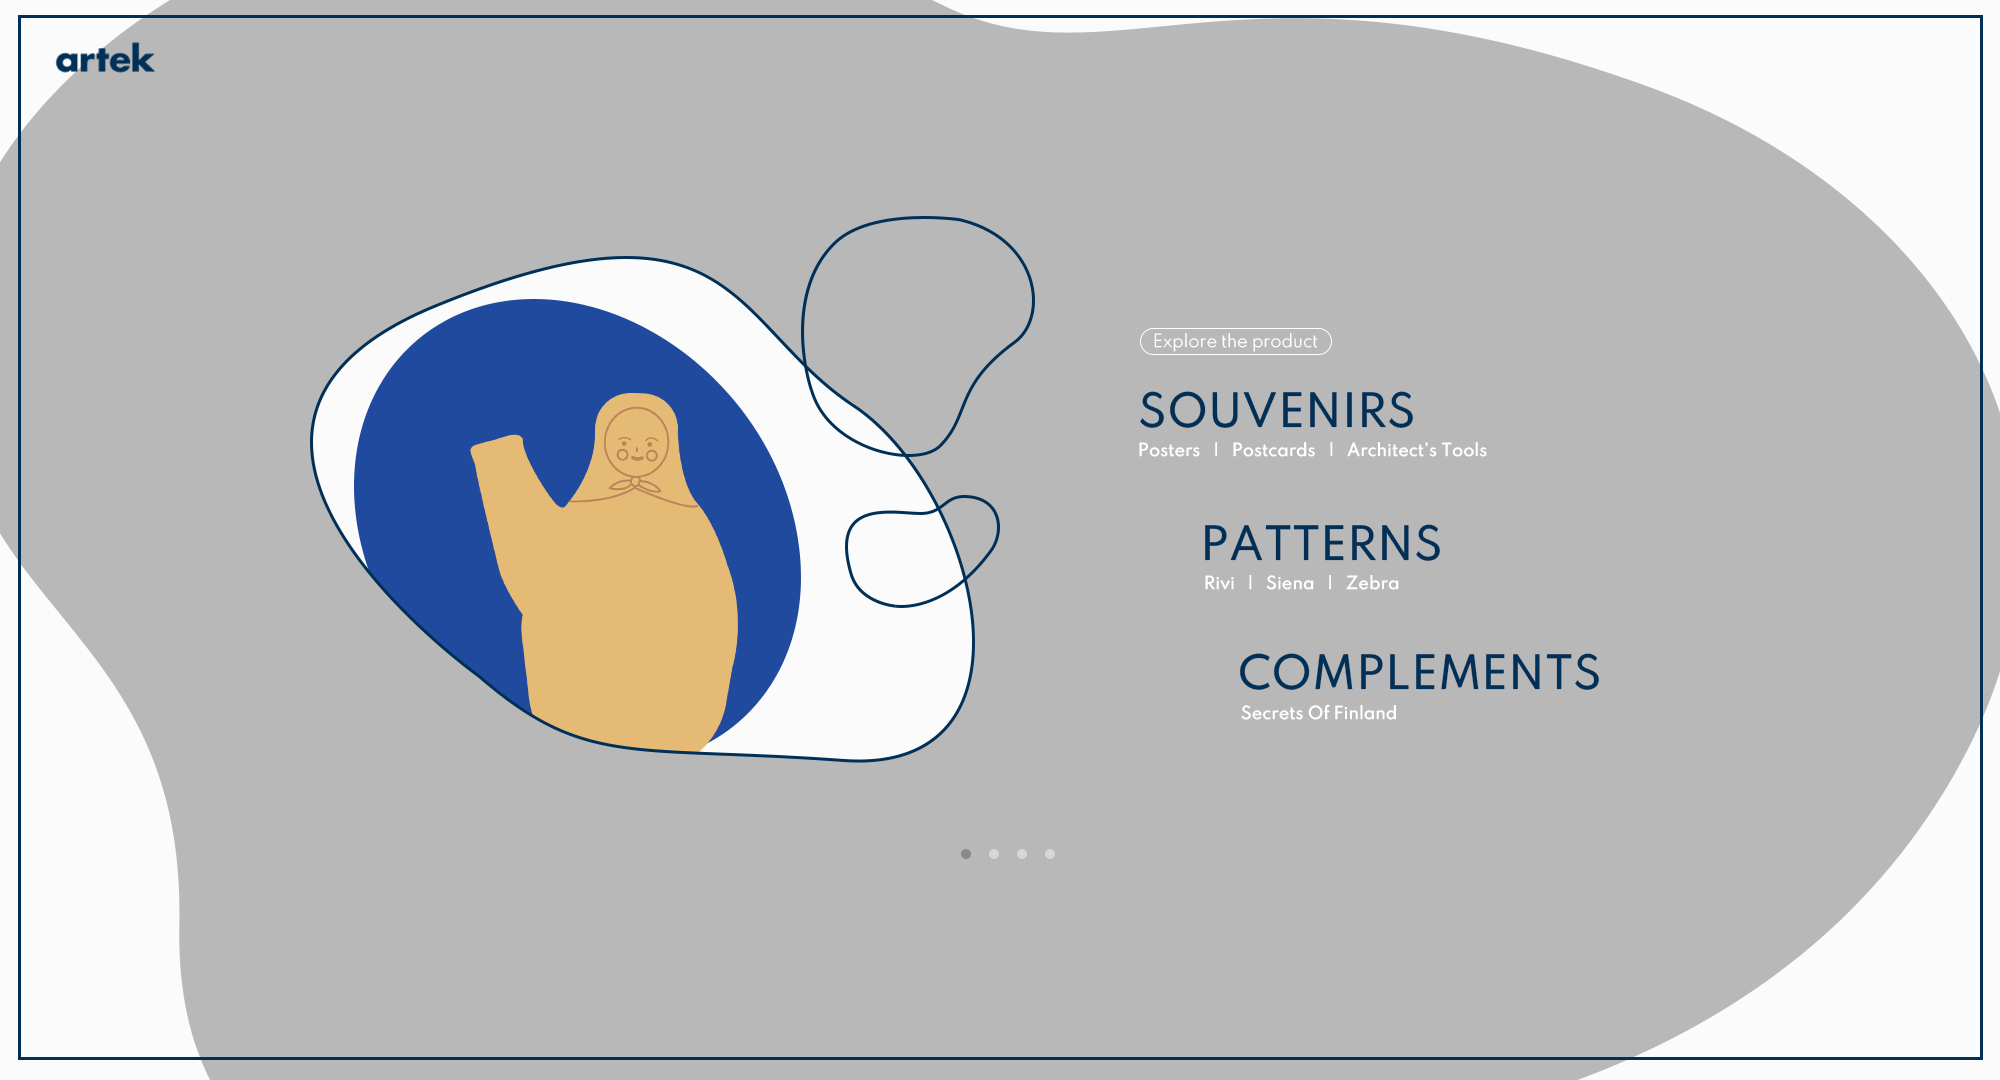 artek
Explore the product
SOUVENIRS
Posters | Postcards | Architect's Tools
PATTERNS
Rivi | Siena | Zebra
COMPLEMENTS
Secrets Of Finland